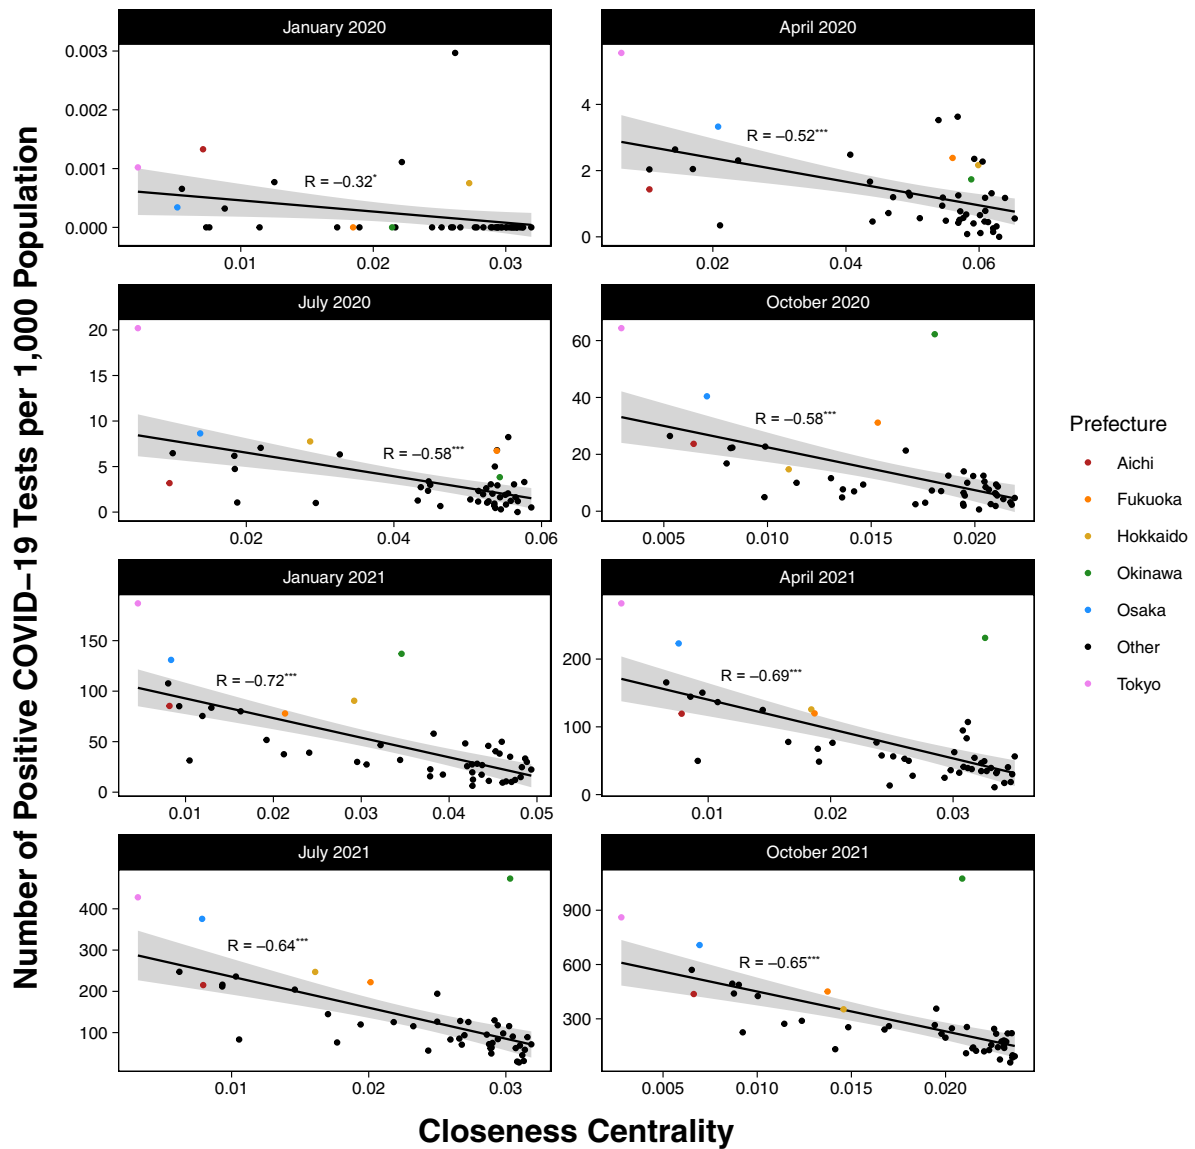 Number of Positive COVID−19 Tests per 1,000 Population
January 2020
0.003
0.002
0.001
0.000
R = −0.32*
0.01 0.02 0.03
April 2020
4
2
0
R = −0.52***
0.02 0.04 0.06
July 2020
20
15
10
5
0
R = −0.58***
0.02 0.04 0.06
October 2020
60
40
20
0
R = −0.58***
0.005 0.010 0.015 0.020
January 2021
150
100
50
0
R = −0.72***
0.01 0.02 0.03 0.04 0.05
April 2021
200
100
0
R = −0.69***
0.01 0.02 0.03
July 2021
400
300
200
100
R = −0.64***
0.01 0.02 0.03
October 2021
900
600
300
R = −0.65***
0.005 0.010 0.015 0.020
Closeness Centrality
Prefecture
Aichi
Fukuoka
Hokkaido
Okinawa
Osaka
Other
Tokyo